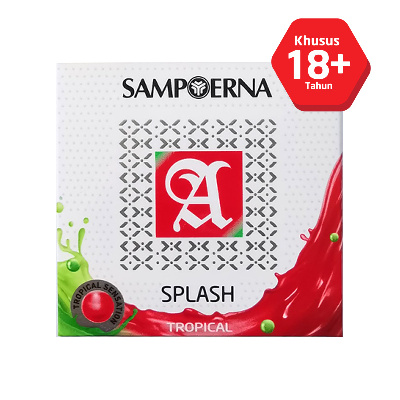 Khusus
18+
Tahun
SAMPOERNA
A
SPLASH
TROPICAL SENSATION
TROPICAL